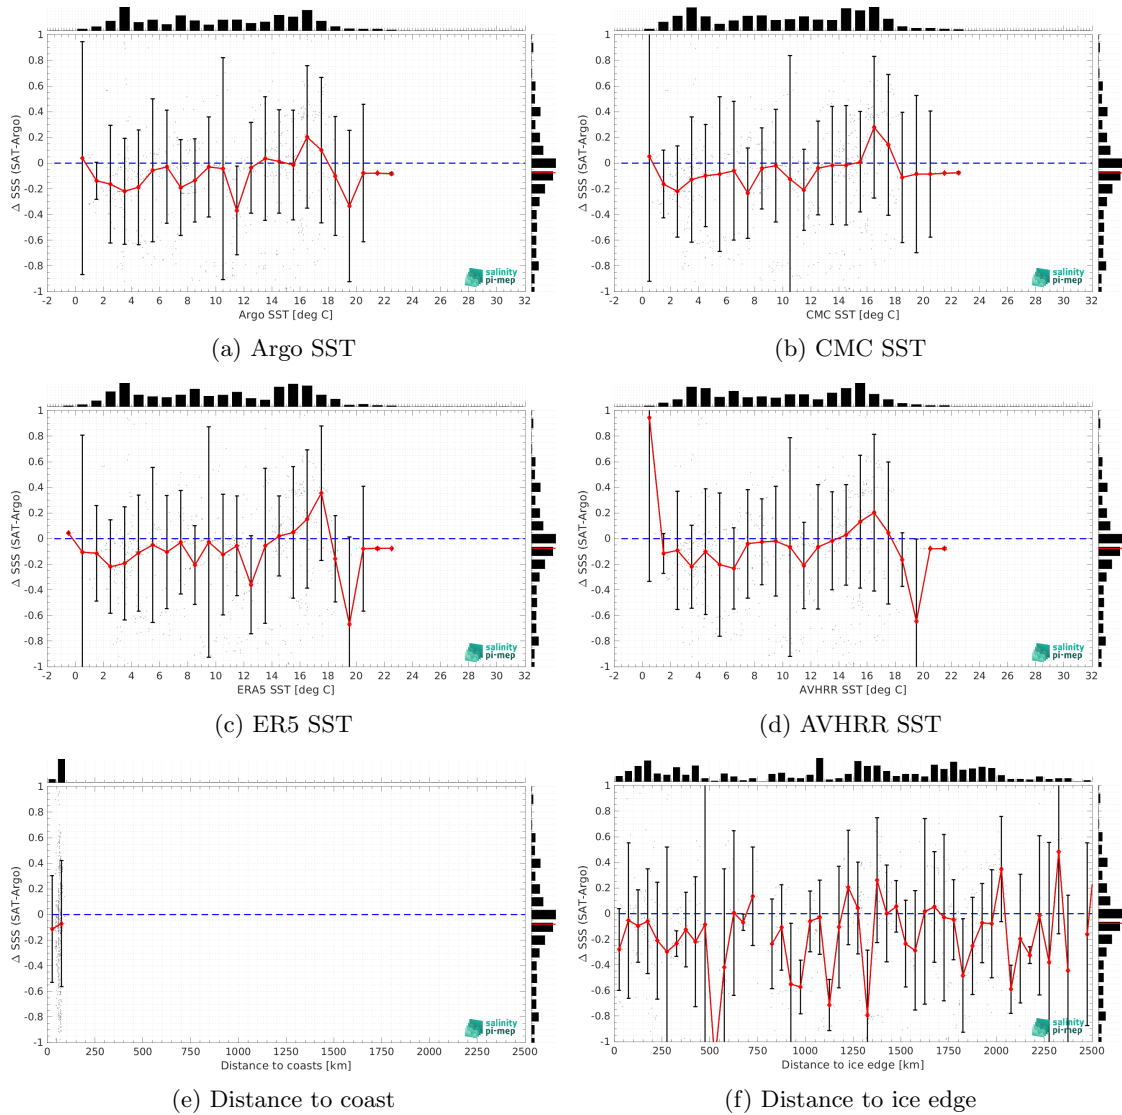 1
0.8
0.6
0.4
0.2
0
-0.2
-0.4
-0.6
-0.8
-1
Δ SSS (SAT-Argo)
-2 0 2 4 6 8 10 12 14 16 18 20 22 24 26 28 30 32
Argo SST [deg C]
salinity
pi-mep
(a) Argo SST
1
0.8
0.6
0.4
0.2
0
-0.2
-0.4
-0.6
-0.8
-1
Δ SSS (SAT-Argo)
-2 0 2 4 6 8 10 12 14 16 18 20 22 24 26 28 30 32
CMC SST [deg C]
salinity
pi-mep
(b) CMC SST
1
0.8
0.6
0.4
0.2
0
-0.2
-0.4
-0.6
-0.8
-1
Δ SSS (SAT-Argo)
-2 0 2 4 6 8 10 12 14 16 18 20 22 24 26 28 30 32
ERA5 SST [deg C]
salinity
pi-mep
(c) ER5 SST
1
0.8
0.6
0.4
0.2
0
-0.2
-0.4
-0.6
-0.8
-1
Δ SSS (SAT-Argo)
-2 0 2 4 6 8 10 12 14 16 18 20 22 24 26 28 30 32
AVHRR SST [deg C]
salinity
pi-mep
(d) AVHRR SST
1
0.8
0.6
0.4
0.2
0
-0.2
-0.4
-0.6
-0.8
-1
Δ SSS (SAT-Argo)
0 250 500 750 1000 1250 1500 1750 2000 2250 2500
Distance to coasts [km]
salinity
pi-mep
(e) Distance to coast
1
0.8
0.6
0.4
0.2
0
-0.2
-0.4
-0.6
-0.8
-1
Δ SSS (SAT-Argo)
0 250 500 750 1000 1250 1500 1750 2000 2250 2500
Distance to ice edge [km]
salinity
pi-mep
(f) Distance to ice edge